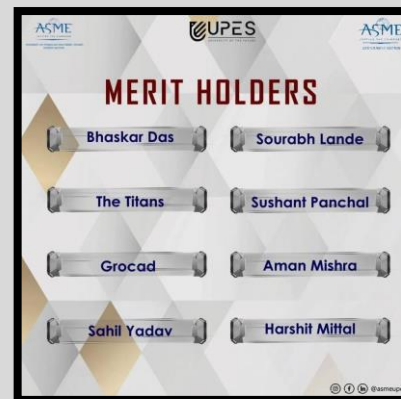 ASME
UPES
ASME
MERIT HOLDERS
Bhaskar Das
Sourabh Lande
The Titans
Sushant Panchal
Grocad
Aman Mishra
Sahil Yadav
Harshit Mittal
@asmeupe